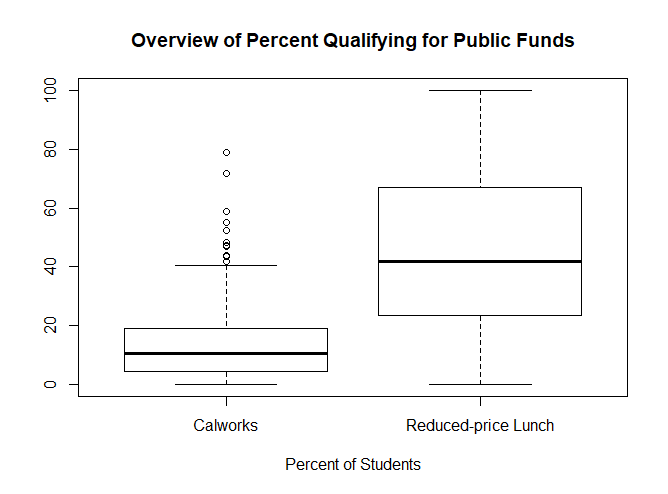 Overview of Percent Qualifying for Public Funds
100
80
60
40
20
0
Calworks Reduced-price Lunch
Percent of Students